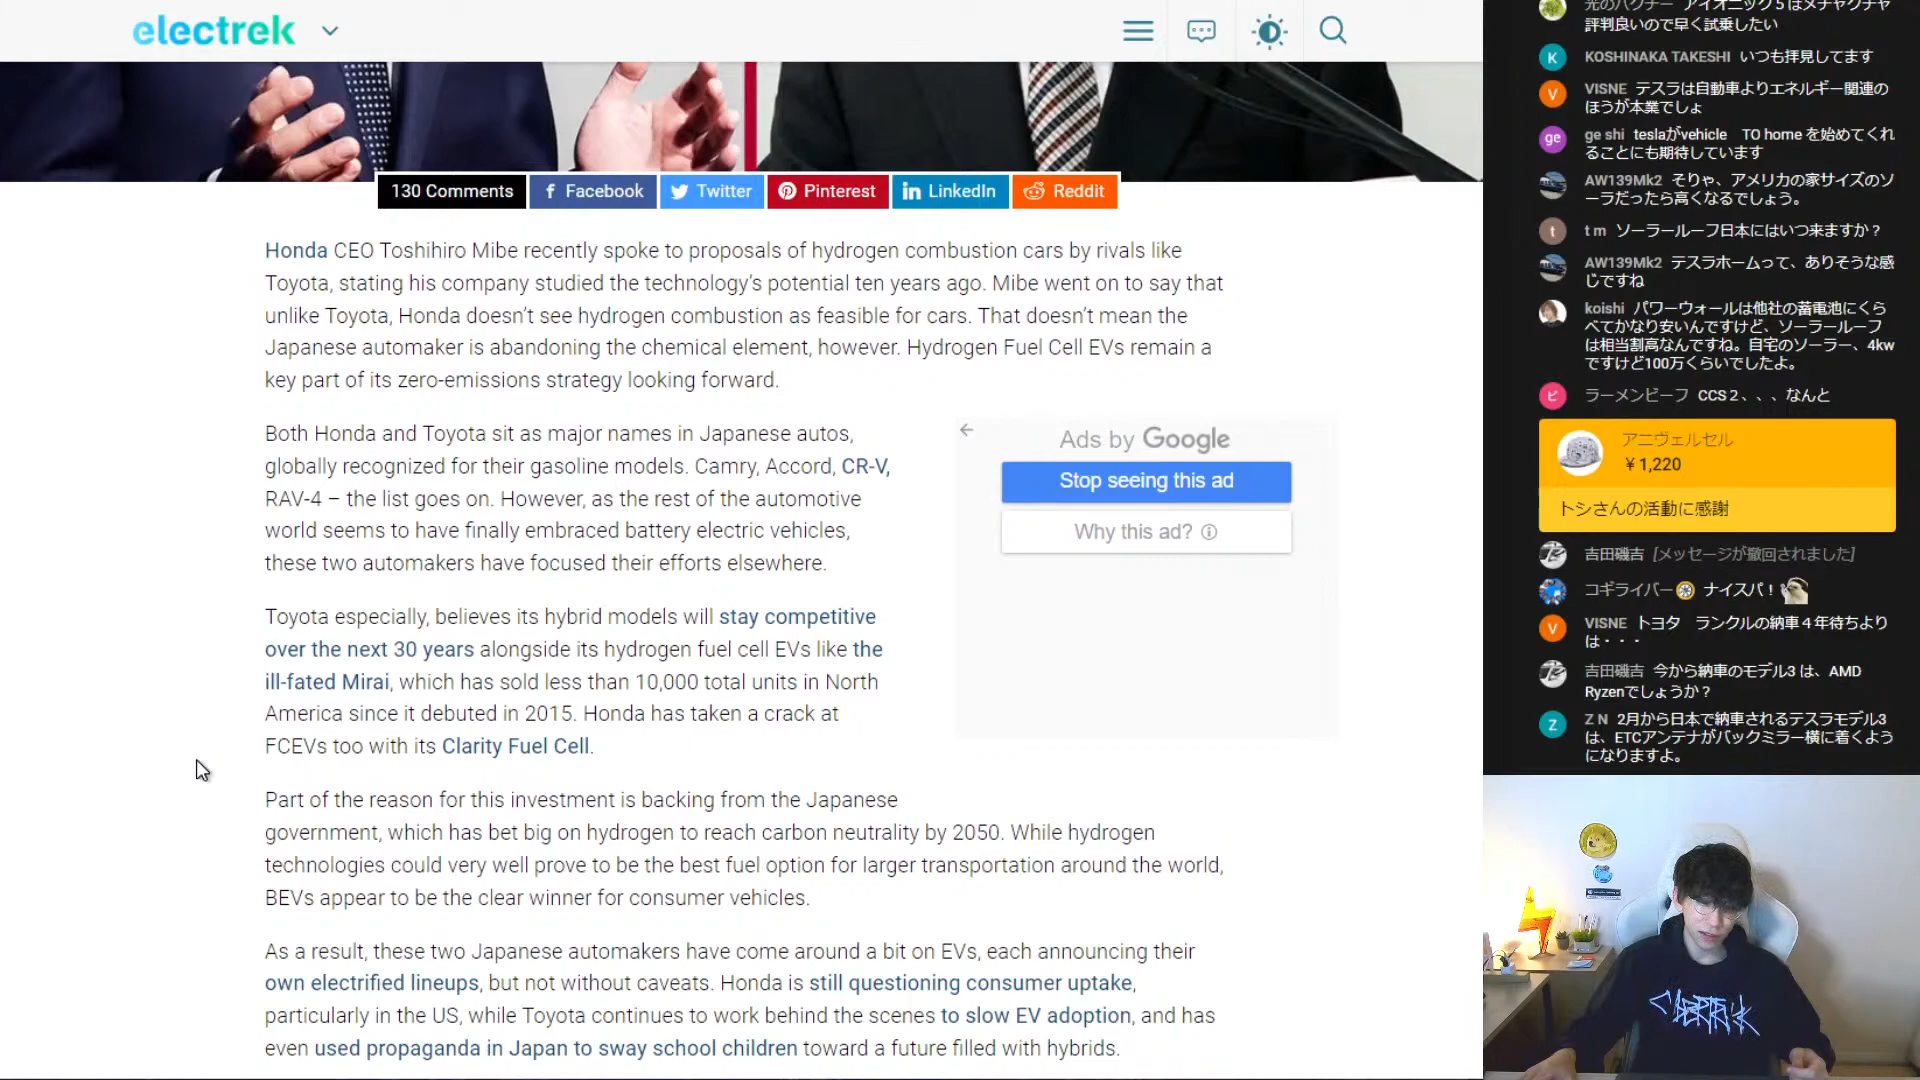 electrek
130 Comments
Facebook
Twitter
Pinterest
LinkedIn
Reddit
Honda CEO Toshihiro Mibe recently spoke to proposals of hydrogen combustion cars by rivals like
Toyota, stating his company studied the technology's potential ten years ago. Mibe went on to say that
unlike Toyota, Honda doesn't see hydrogen combustion as feasible for cars. That doesn't mean the
Japanese automaker is abandoning the chemical element, however. Hydrogen Fuel Cell EVs remain a
key part of its zero-emissions strategy looking forward.
Both Honda and Toyota sit as major names in Japanese autos,
globally recognized for their gasoline models. Camry, Accord, CR-V,
RAV-4 – the list goes on. However, as the rest of the automotive
world seems to have finally embraced battery electric vehicles,
these two automakers have focused their efforts elsewhere.
Ads by Google
Stop seeing this ad
Why this ad?
Toyota especially, believes its hybrid models will stay competitive
over the next 30 years alongside its hydrogen fuel cell EVs like the
ill-fated Mirai, which has sold less than 10,000 total units in North
America since it debuted in 2015. Honda has taken a crack at
FCEVs too with its Clarity Fuel Cell.
Part of the reason for this investment is backing from the Japanese
government, which has bet big on hydrogen to reach carbon neutrality by 2050. While hydrogen
technologies could very well prove to be the best fuel option for larger transportation around the world,
BEVs appear to be the clear winner for consumer vehicles.
As a result, these two Japanese automakers have come around a bit on EVs, each announcing their
own electrified lineups, but not without caveats. Honda is still questioning consumer uptake,
particularly in the US, while Toyota continues to work behind the scenes to slow EV adoption, and has
even used propaganda in Japan to sway school children toward a future filled with hybrids.
アイオニック５はメチャクチャ
評判良いので早く試乗したい
K
KOSHINAKA TAKESHI いつも拝見してます
V
VISNE テスラは自動車よりエネルギー関連の
ほうが本業でしょ
ge
ge shi teslaがvehicle TO home を始めてくれ
ることにも期待しています
AW139Mk2 そりゃ、アメリカの家サイズのソ
ーラだったら高くなるでしょう。
t
t m ソーラールーフ日本にはいつ来ますか？
AW139Mk2 テスラホームって、ありそうな感
じですね
koishi パワーウォールは他社の蓄電池にくら
べてかなり安いんですけど、ソーラールーフ
は相当割高なんですね。自宅のソーラー、4kw
ですけど100万くらいでしたよ。
ビ
ラーメンビーフ CCS２、、、なんと
アニヴェルセル
￥1,220
トシさんの活動に感謝
吉田磯吉 [メッセージが撤回されました]
コギライバー ナイスパ！
V
VISNE トヨタ ランクルの納車４年待ちより
は・・・
吉田磯吉 今から納車のモデル3 は、AMD
Ryzenでしょうか？
Z
Z N 2月から日本で納車されるテスラモデル3
は、ETCアンテナがバックミラー横に着くよう
になりますよ。